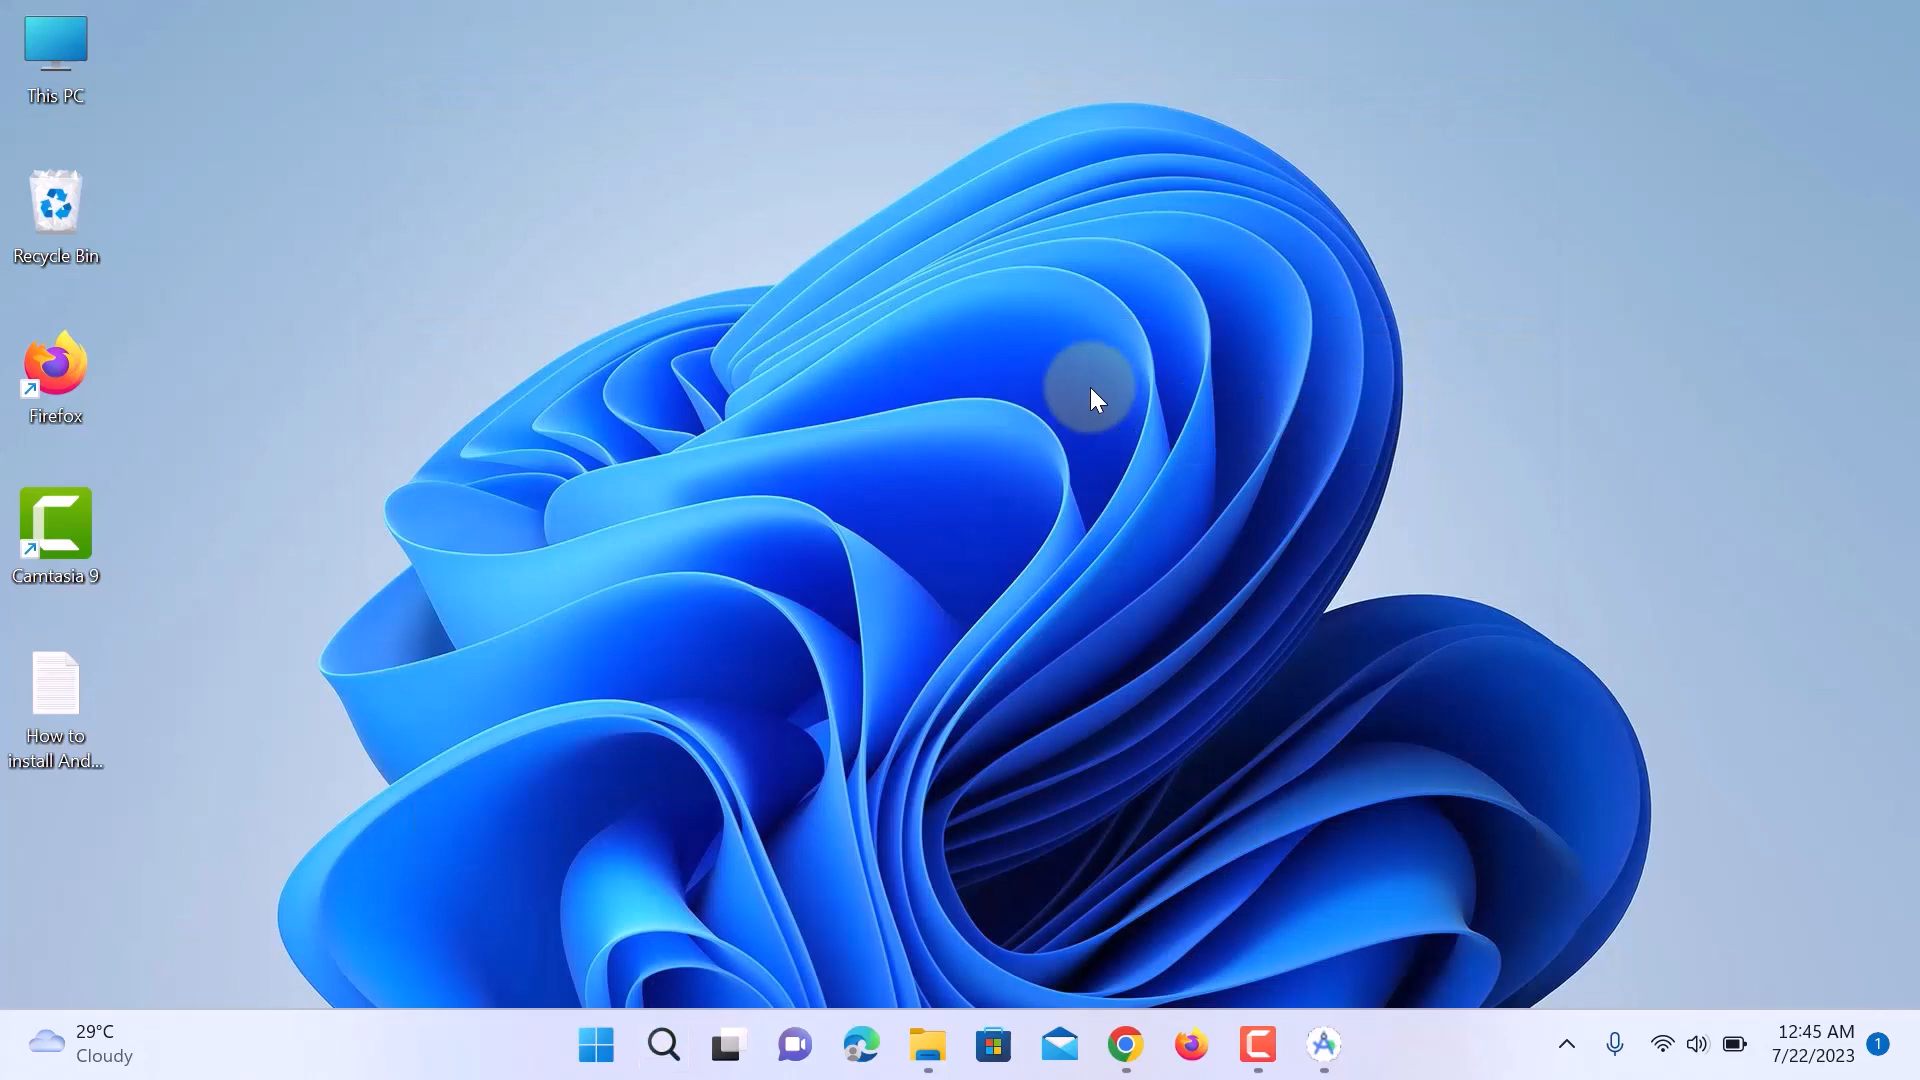 This PC
Recycle Bin
Firefox
Camtasia 9
How to
install And...
29°C
Cloudy
12:45 AM
7/22/2023
1